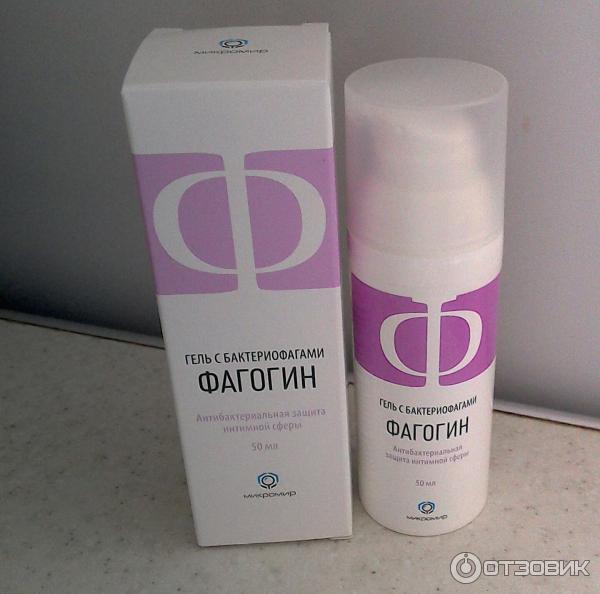 микромир
Ф
ГЕЛЬ С БАКТЕРИОФАГАМИ
ФАГОГИН
Антибактериальная защита
интимной сферы
50 мл
микромир
Ф
ГЕЛЬ С БАКТЕРИОФАГАМИ
ФАГОГИН
Антибактериальная
защита интимной сферы
50 мл
микромир
ОТЗОВИК